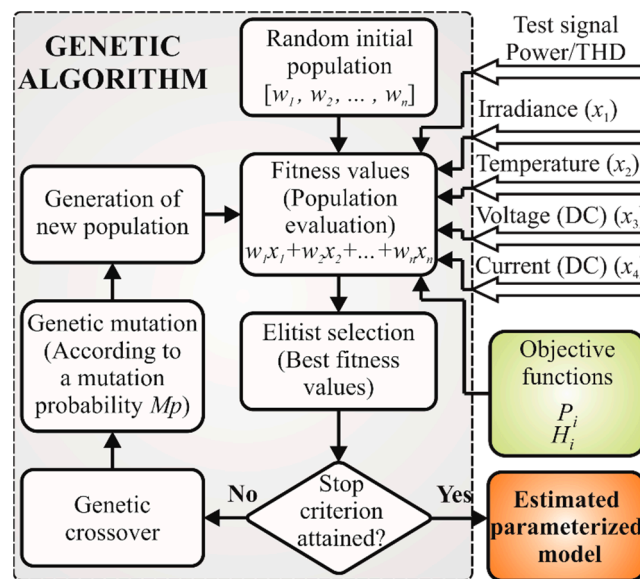 GENETIC
ALGORITHM
Random initial
population
[w₁, w₂, ... , wₙ]
Test signal
Power/THD
Irradiance (x₁)
Temperature (x₂)
Voltage (DC) (x₃
Current (DC) (x₄
Fitness values
(Population
evaluation)
w₁x₁+w₂x₂+...+wₙxₙ
Generation of
new population
Genetic mutation
(According to
a mutation
probability Mp)
Elitist selection
(Best fitness
values)
Objective
functions
Pᵢ
Hᵢ
Genetic
crossover
No
Stop
criterion
attained?
Yes
Estimated
parameterized
model